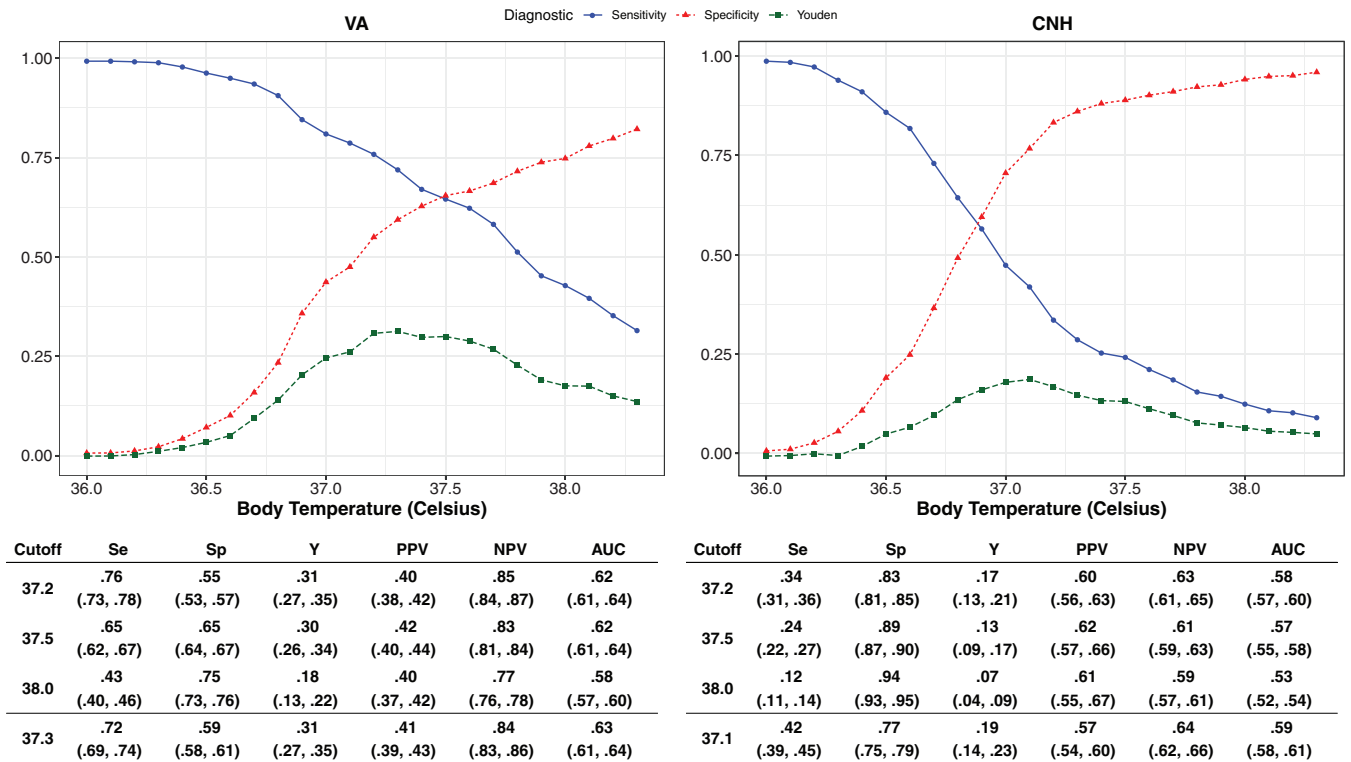 Diagnostic Sensitivity Specificity Youden
VA
1.00
0.75
0.50
0.25
0.00
36.0 36.5 37.0 37.5 38.0
Body Temperature (Celsius)
CNH
1.00
0.75
0.50
0.25
0.00
36.0 36.5 37.0 37.5 38.0
Body Temperature (Celsius)
Cutoff Se Sp Y PPV NPV AUC
37.2 .76 .55 .31 .40 .85 .62
(.73, .78) (.53, .57) (.27, .35) (.38, .42) (.84, .87) (.61, .64)
37.5 .65 .65 .30 .42 .83 .62
(.62, .67) (.64, .67) (.26, .34) (.40, .44) (.81, .84) (.61, .64)
38.0 .43 .75 .18 .40 .77 .58
(.40, .46) (.73, .76) (.13, .22) (.37, .42) (.76, .78) (.57, .60)
37.3 .72 .59 .31 .41 .84 .63
(.69, .74) (.58, .61) (.27, .35) (.39, .43) (.83, .86) (.61, .64)
Cutoff Se Sp Y PPV NPV AUC
37.2 .34 .83 .17 .60 .63 .58
(.31, .36) (.81, .85) (.13, .21) (.56, .63) (.61, .65) (.57, .60)
37.5 .24 .89 .13 .62 .61 .57
(.22, .27) (.87, .90) (.09, .17) (.57, .66) (.59, .63) (.55, .58)
38.0 .12 .94 .07 .61 .59 .53
(.11, .14) (.93, .95) (.04, .09) (.55, .67) (.57, .61) (.52, .54)
37.1 .42 .77 .19 .57 .64 .59
(.39, .45) (.75, .79) (.14, .23) (.54, .60) (.62, .66) (.58, .61)